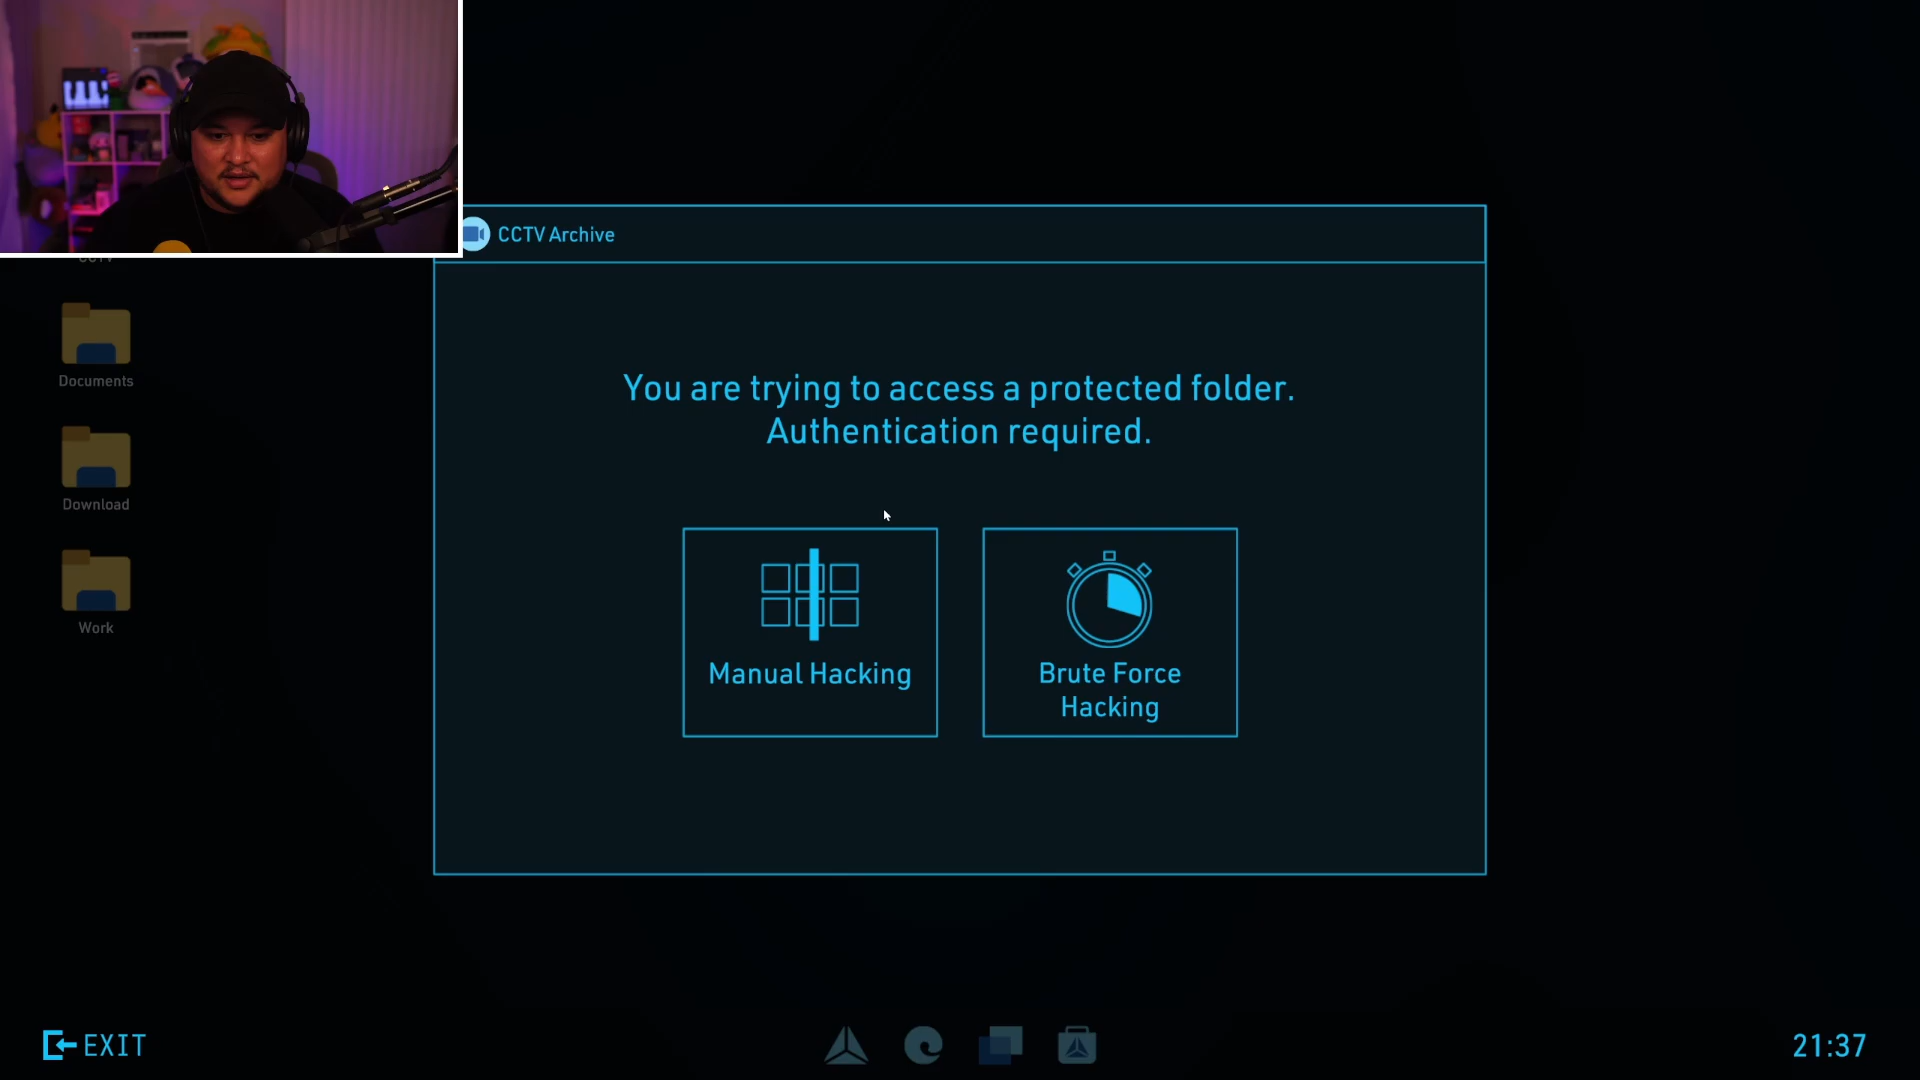 CCTV Archive
You are trying to access a protected folder.
Authentication required.
Documents
Download
Work
Manual Hacking
Brute Force
Hacking
EXIT
21:37